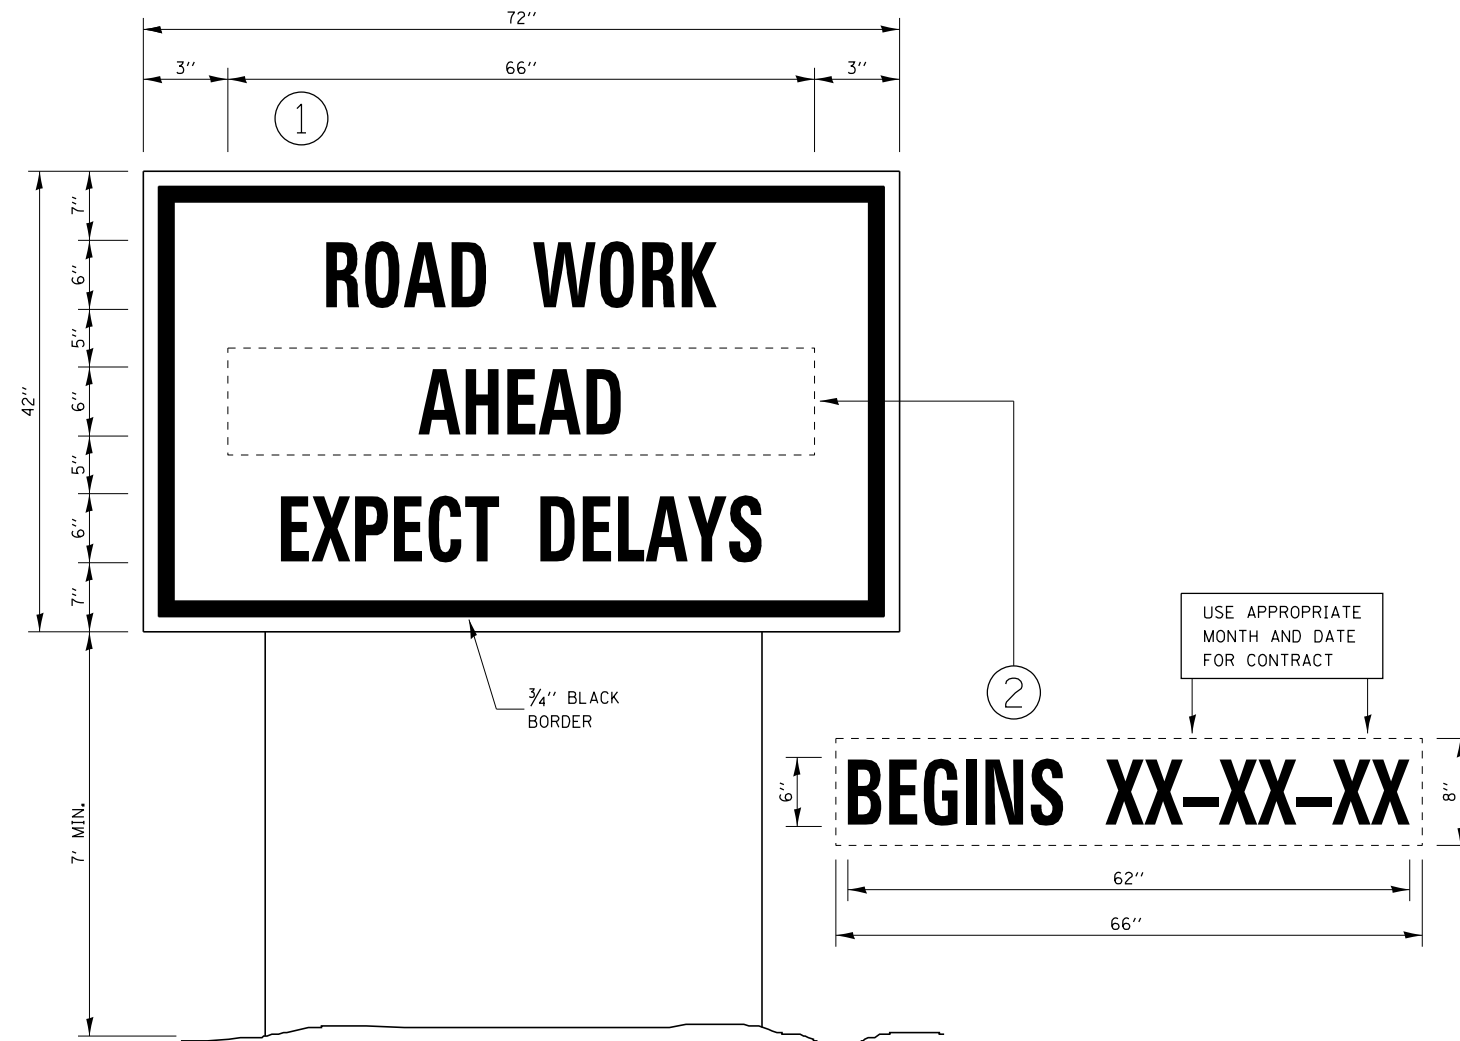 72''
3'' 66'' 3''
1
7''
6''
5''
6''
5''
6''
7''
42''
ROAD WORK
AHEAD
EXPECT DELAYS
3/4'' BLACK
BORDER
7' MIN.
2
USE APPROPRIATE
MONTH AND DATE
FOR CONTRACT
6''
BEGINS XX-XX-XX
8''
62''
66''